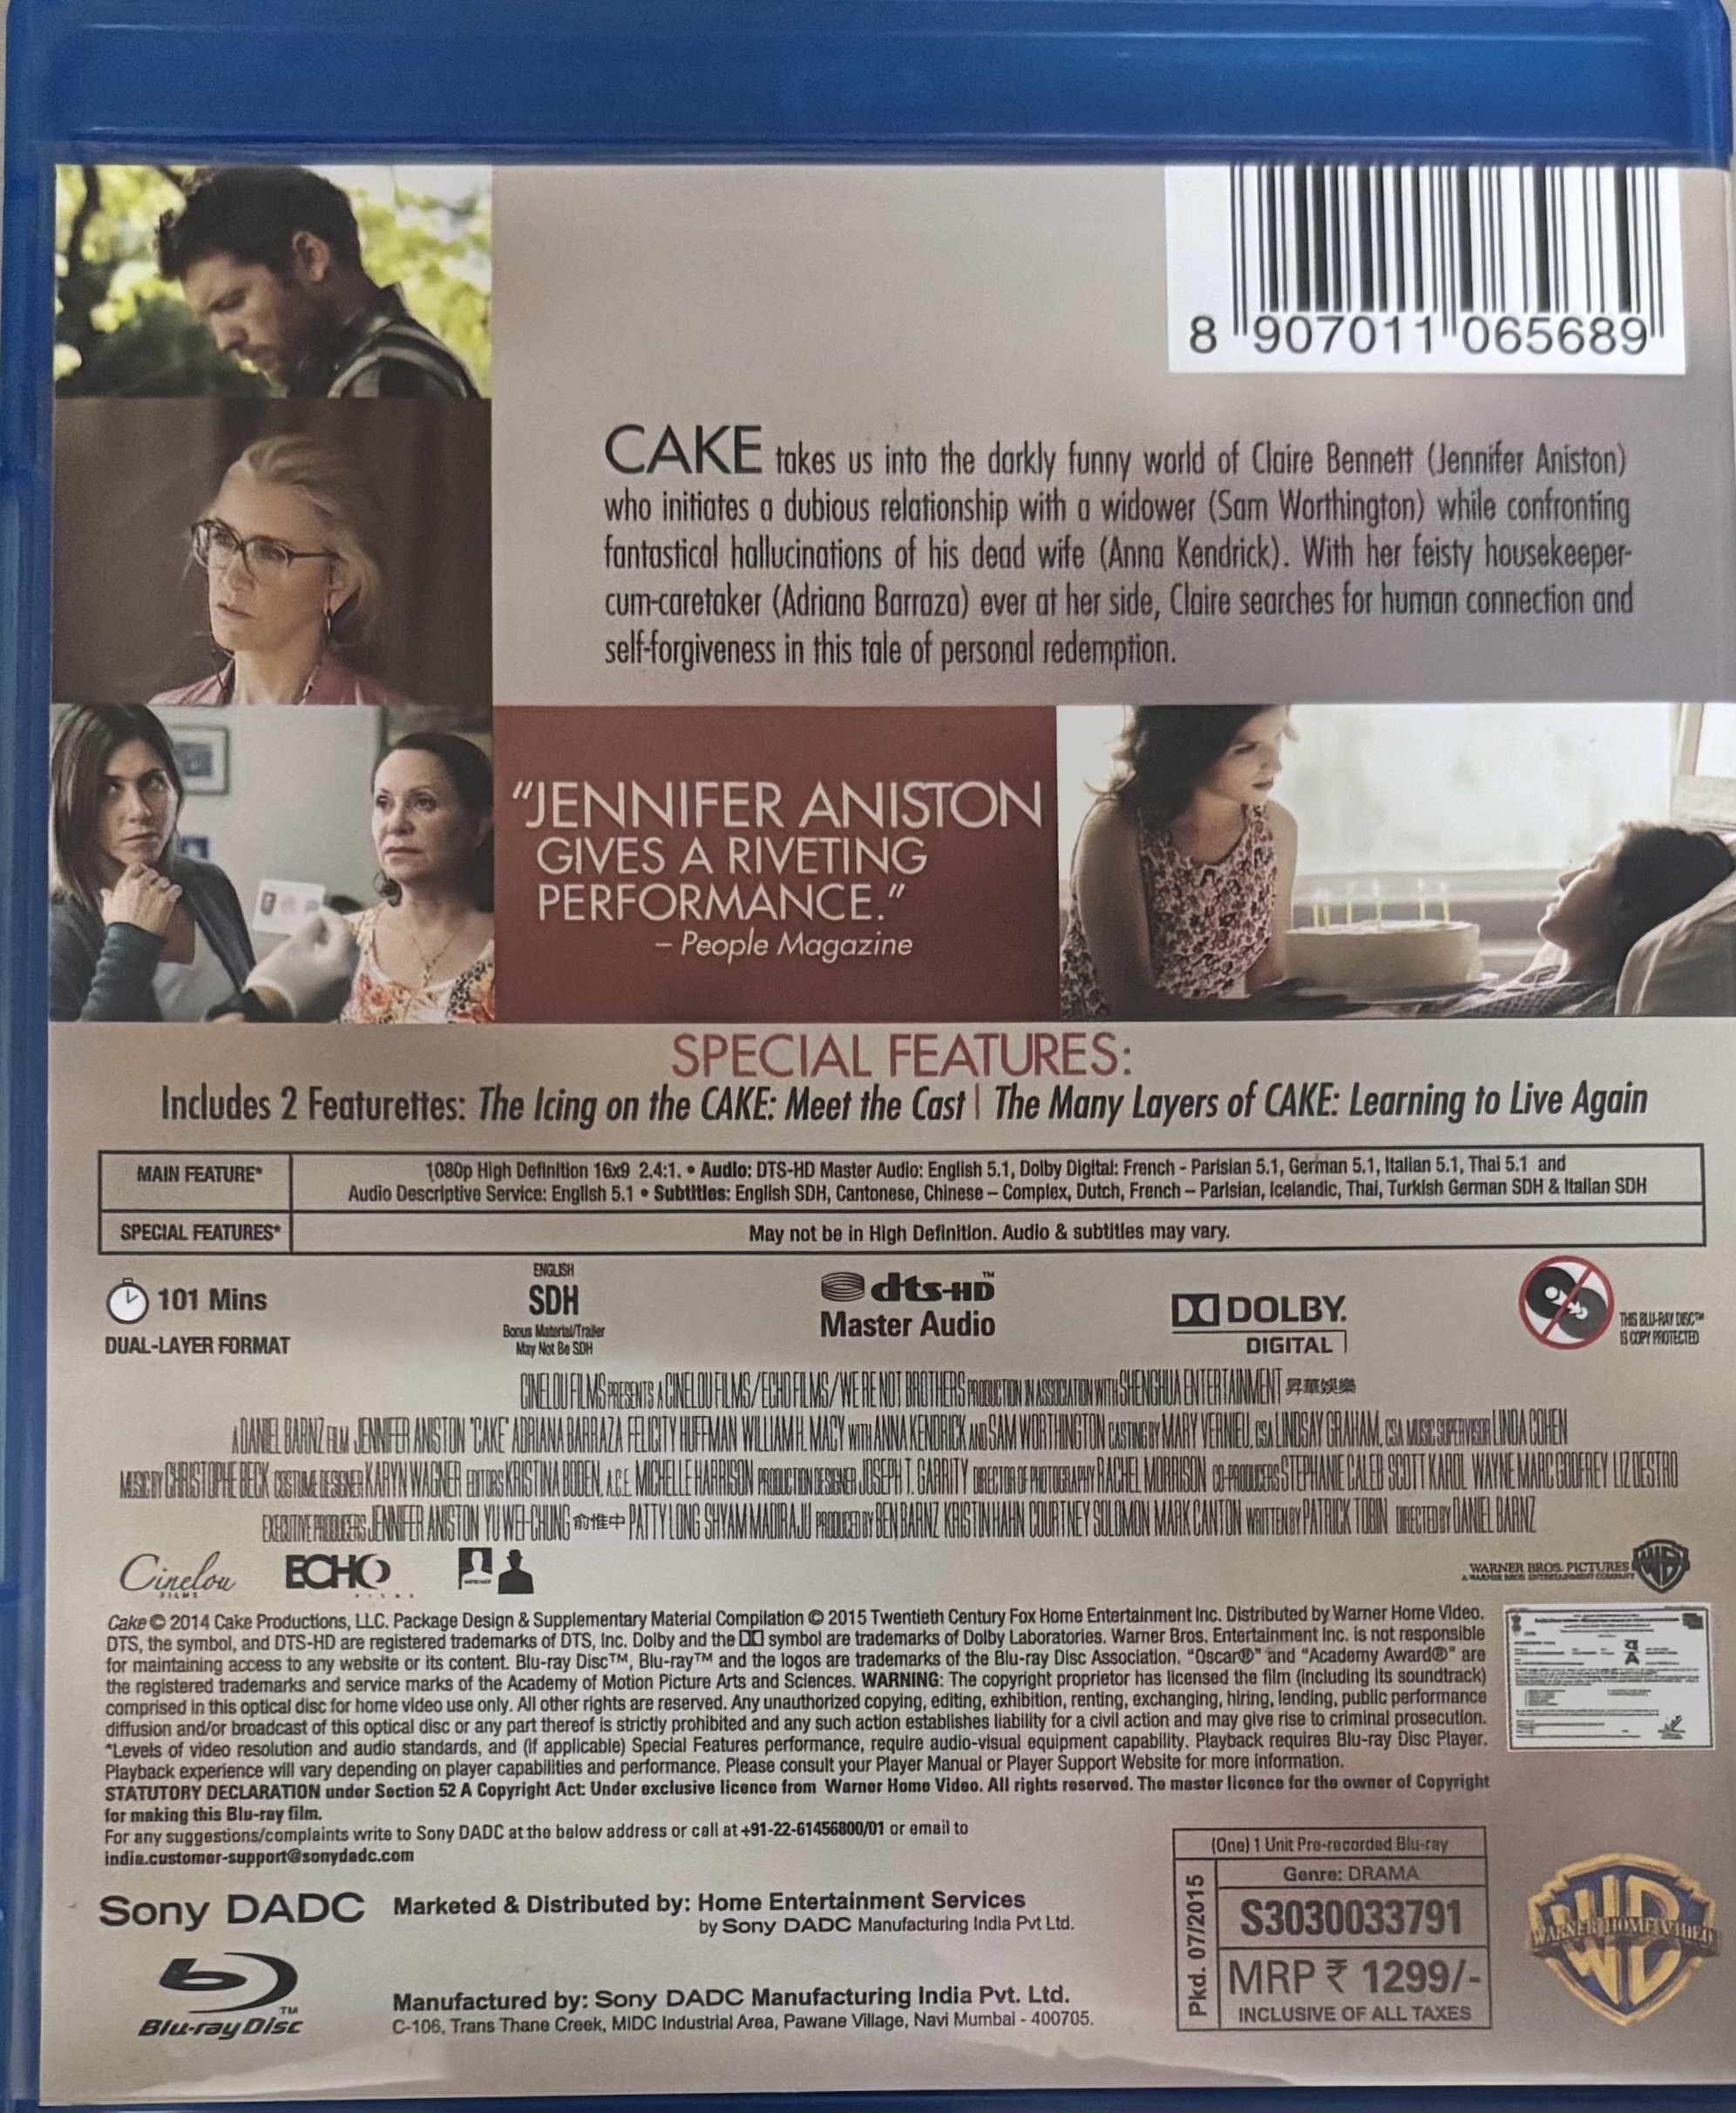 8 907011 065689
CAKE takes us into the darkly funny world of Claire Bennett (Jennifer Aniston)
who initiates a dubious relationship with a widower (Sam Worthington) while confronting
fantastical hallucinations of his dead wife (Anna Kendrick). With her feisty housekeeper-
cum-caretaker (Adriana Barraza) ever at her side, Claire searches for human connection and
self-forgiveness in this tale of personal redemption.
“JENNIFER ANISTON
GIVES A RIVETING
PERFORMANCE.”
– People Magazine
SPECIAL FEATURES:
Includes 2 Featurettes: The Icing on the CAKE: Meet the Cast | The Many Layers of CAKE: Learning to Live Again
MAIN FEATURE*
1080p High Definition 16x9 2.4:1. • Audio: DTS-HD Master Audio: English 5.1, Dolby Digital: French - Parisian 5.1, German 5.1, Italian 5.1, Thai 5.1 and
Audio Descriptive Service: English 5.1 • Subtitles: English SDH, Cantonese, Chinese – Complex, Dutch, French – Parisian, Icelandic, Thai, Turkish German SDH & Italian SDH
SPECIAL FEATURES*
May not be in High Definition. Audio & subtitles may vary.
101 Mins
DUAL-LAYER FORMAT
ENGLISH
SDH
Bonus Material/Trailer
May Not Be SDH
dts-HD™
Master Audio
DOLBY.
DIGITAL
THIS BLU-RAY DISC™
IS COPY PROTECTED
CINELOU FILMS PRESENTS A CINELOU FILMS/ECHO FILMS/WE'RE NOT BROTHERS PRODUCTION IN ASSOCIATION WITH SHENGHUA ENTERTAINMENT 昇華娛樂
A DANIEL BARNZ FILM JENNIFER ANISTON "CAKE" ADRIANA BARRAZA FELICITY HUFFMAN WILLIAM H. MACY WITH ANNA KENDRICK AND SAM WORTHINGTON CASTING BY MARY VERNIEU, CSA LINDSAY GRAHAM, CSA MUSIC SUPERVISOR LINDA COHEN
MUSIC BY CHRISTOPHE BECK COSTUME DESIGNER KARYN WAGNER EDITORS KRISTINA BODEN, A.C.E. MICHELLE HARRISON PRODUCTION DESIGNER JOSEPH T. GARRITY DIRECTOR OF PHOTOGRAPHY RACHEL MORRISON CO-PRODUCERS STEPHANIE CALEB SCOTT KAROL WAYNE MARC GODFREY LIZ DESTRO
EXECUTIVE PRODUCERS JENNIFER ANISTON YU WEI-CHUNG 俞惟中 PATTY LONG SHYAM MADIRAJU PRODUCED BY BEN BARNZ KRISTIN HAHN COURTNEY SOLOMON MARK CANTON WRITTEN BY PATRICK TOBIN DIRECTED BY DANIEL BARNZ
Cinelou
FILMS
ECHO
WARNER BROS. PICTURES
A WARNER BROS. ENTERTAINMENT COMPANY
Cake © 2014 Cake Productions, LLC. Package Design & Supplementary Material Compilation © 2015 Twentieth Century Fox Home Entertainment Inc. Distributed by Warner Home Video.
DTS, the symbol, and DTS-HD are registered trademarks of DTS, Inc. Dolby and the symbol are trademarks of Dolby Laboratories. Warner Bros. Entertainment Inc. is not responsible
for maintaining access to any website or its content. Blu-ray Disc™, Blu-ray™ and the logos are trademarks of the Blu-ray Disc Association. “Oscar®” and “Academy Award®” are
the registered trademarks and service marks of the Academy of Motion Picture Arts and Sciences. WARNING: The copyright proprietor has licensed the film (including its soundtrack)
comprised in this optical disc for home video use only. All other rights are reserved. Any unauthorized copying, editing, exhibition, renting, exchanging, hiring, lending, public performance
diffusion and/or broadcast of this optical disc or any part thereof is strictly prohibited and any such action establishes liability for a civil action and may give rise to criminal prosecution.
*Levels of video resolution and audio standards, and (if applicable) Special Features performance, require audio-visual equipment capability. Playback requires Blu-ray Disc Player.
Playback experience will vary depending on player capabilities and performance. Please consult your Player Manual or Player Support Website for more information.
STATUTORY DECLARATION under Section 52 A Copyright Act: Under exclusive licence from Warner Home Video. All rights reserved. The master licence for the owner of Copyright
for making this Blu-ray film.
For any suggestions/complaints write to Sony DADC at the below address or call at +91-22-61456800/01 or email to
india.customer-support@sonydadc.com
Sony DADC
Marketed & Distributed by: Home Entertainment Services
by Sony DADC Manufacturing India Pvt Ltd.
Blu-ray Disc™
Manufactured by: Sony DADC Manufacturing India Pvt. Ltd.
C-106, Trans Thane Creek, MIDC Industrial Area, Pawane Village, Navi Mumbai - 400705.
(One) 1 Unit Pre-recorded Blu-ray
Pkd. 07/2015
Genre: DRAMA
S3030033791
MRP ₹ 1299/-
INCLUSIVE OF ALL TAXES
WARNER HOME VIDEO